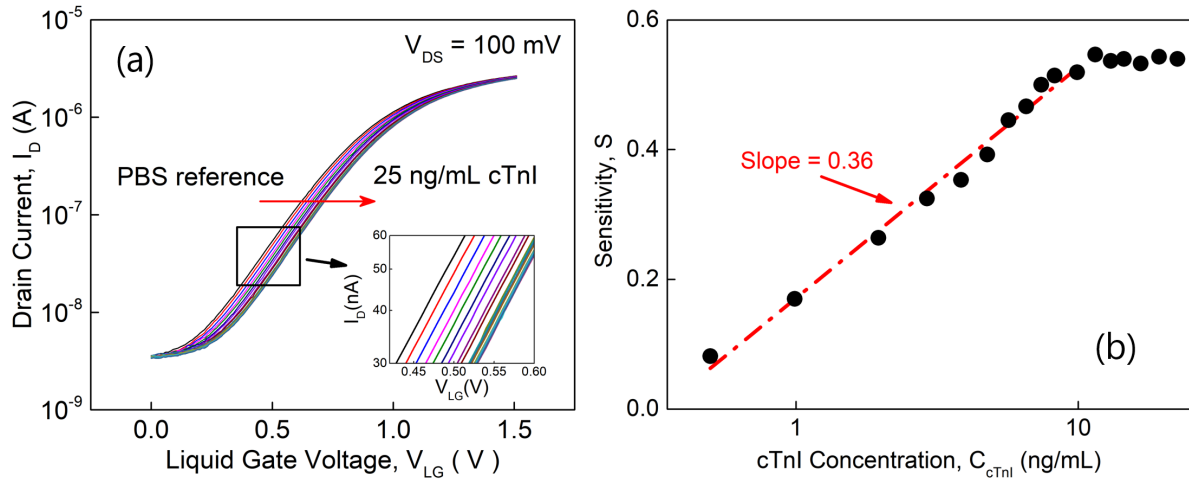 (a)
V_DS = 100 mV
PBS reference
25 ng/mL cTnI
10^-5
10^-6
10^-7
10^-8
10^-9
Drain Current, I_D (A)
0.0 0.5 1.0 1.5
Liquid Gate Voltage, V_LG ( V )
60
50
40
30
I_D(nA)
0.45 0.50 0.55 0.60
V_LG(V)
(b)
Slope = 0.36
0.6
0.4
0.2
0.0
Sensitivity, S
1 10
cTnI Concentration, C_cTnI (ng/mL)